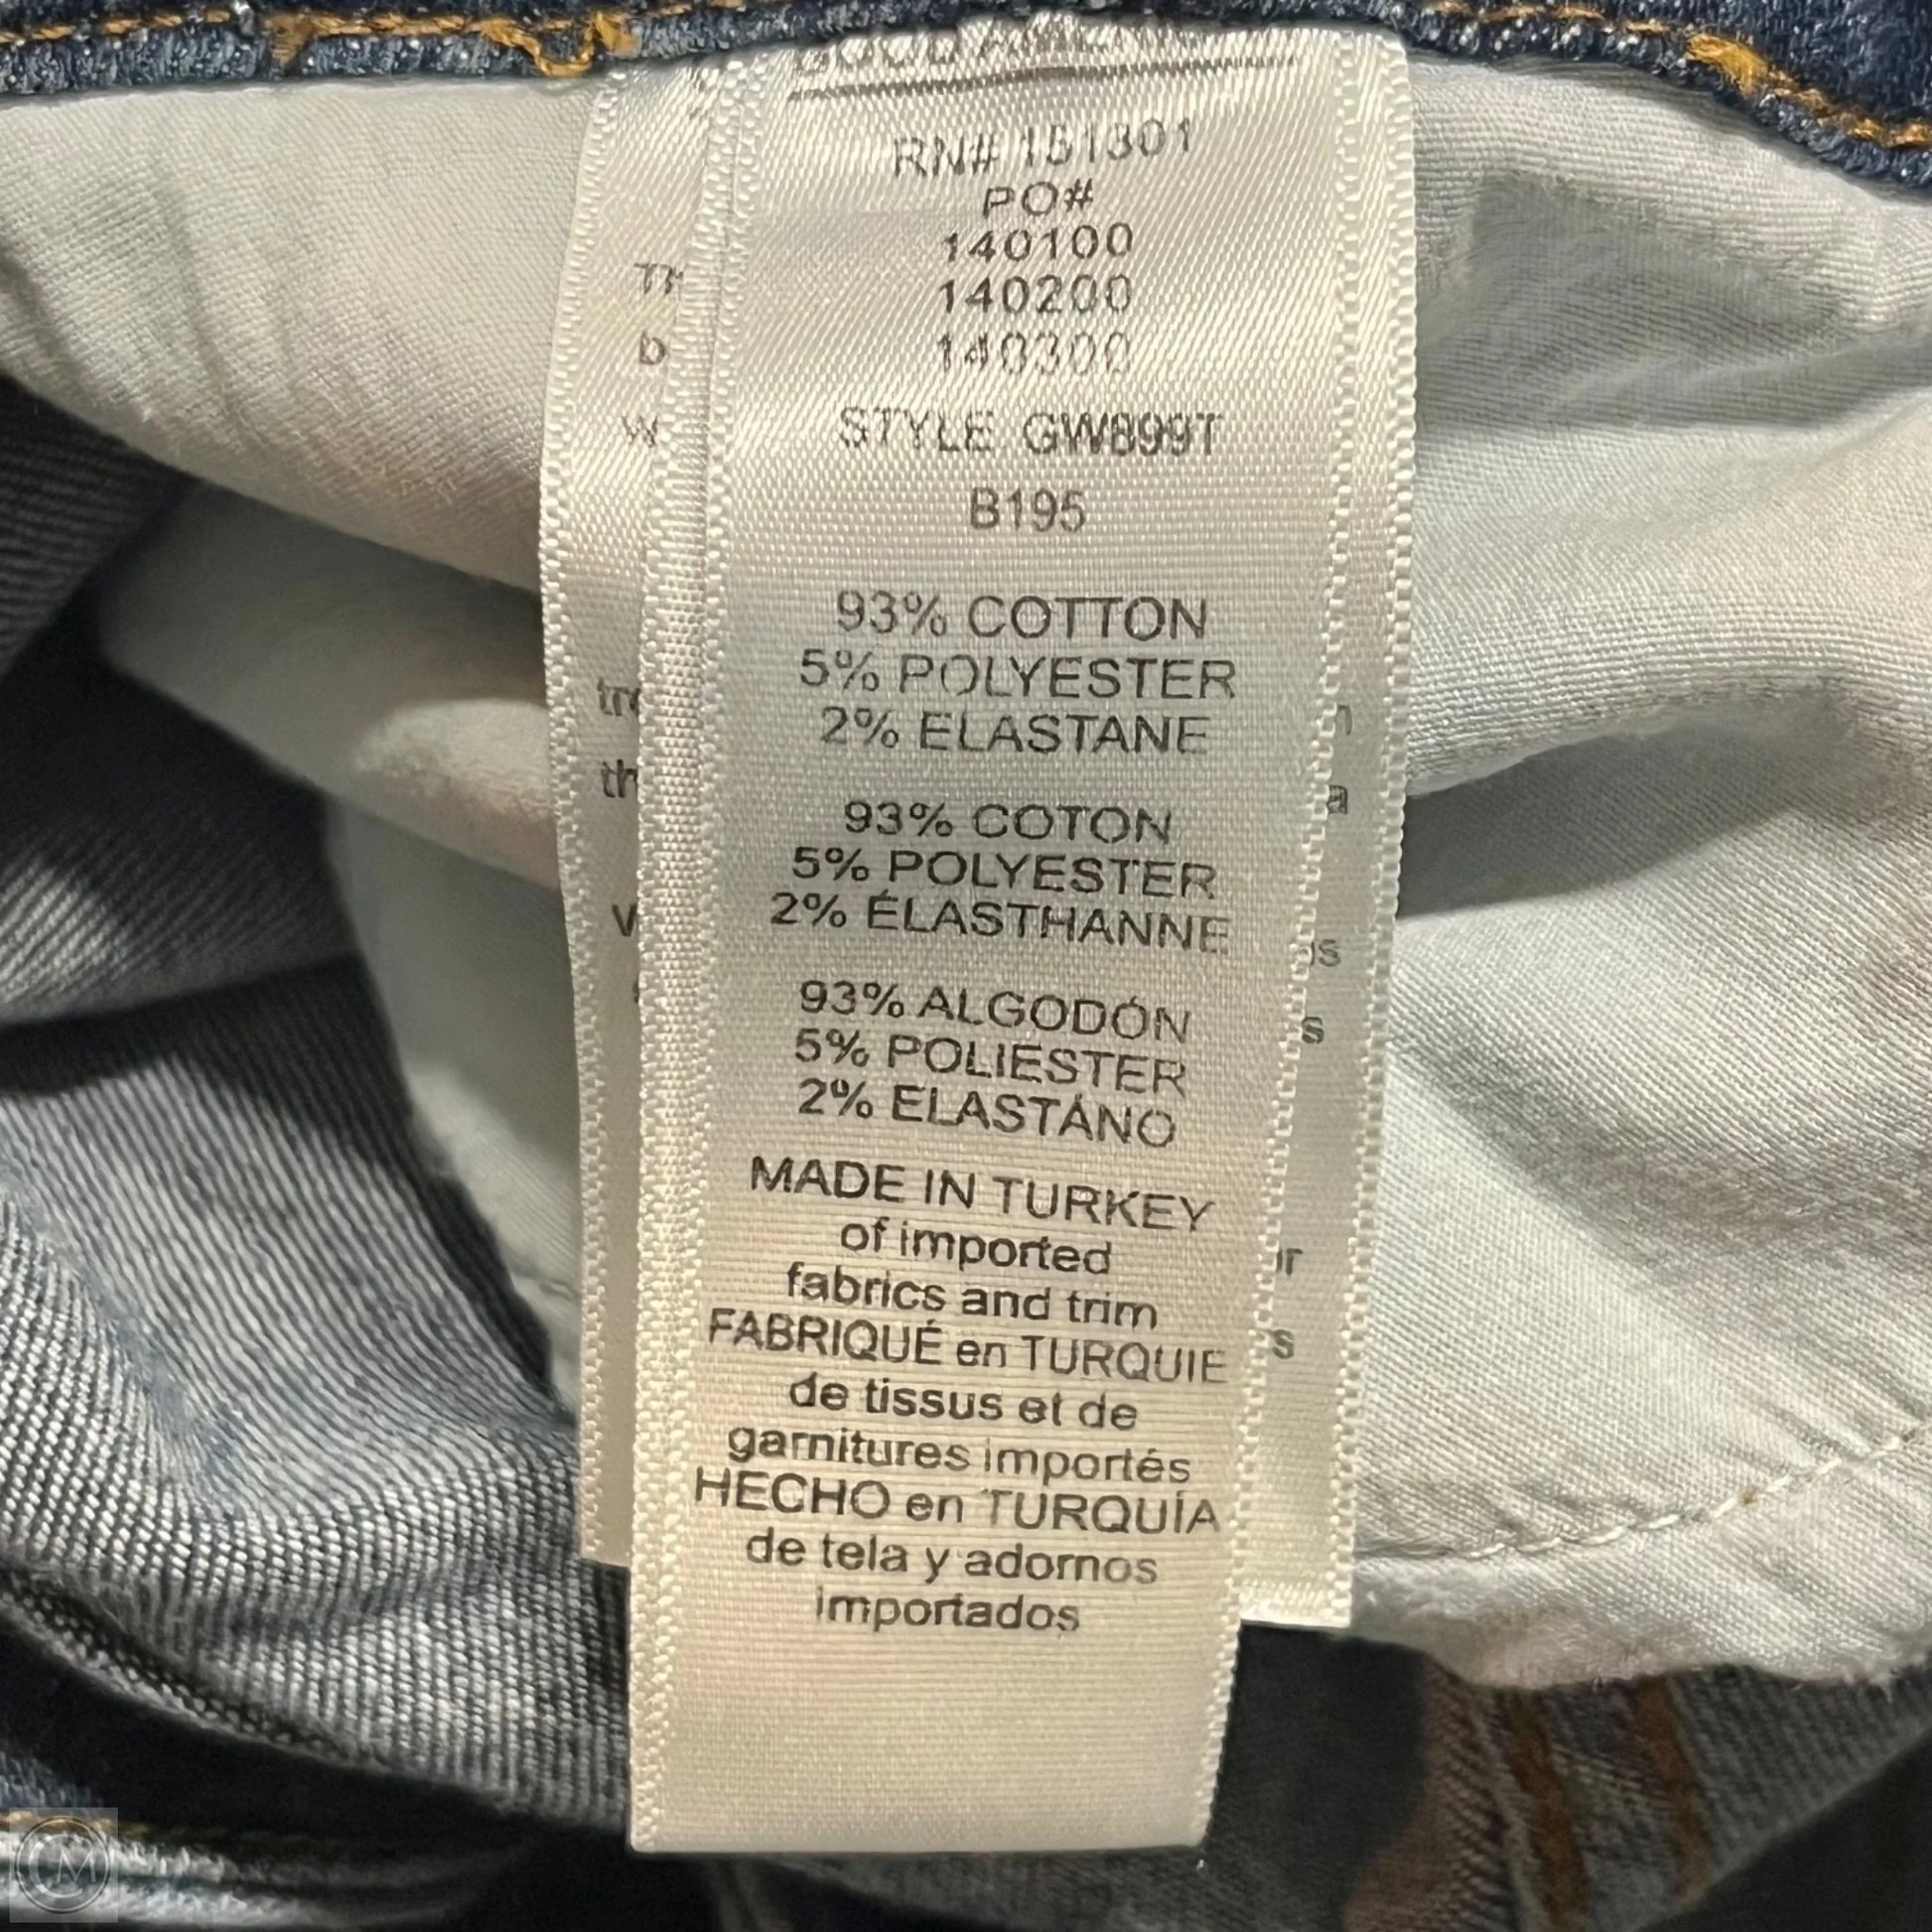 RN# 151301
PO#
140100
140200
140300
STYLE GW899T
B195
93% COTTON
5% POLYESTER
2% ELASTANE
93% COTON
5% POLYESTER
2% ÉLASTHANNE
93% ALGODÓN
5% POLIESTER
2% ELASTANO
MADE IN TURKEY
of imported
fabrics and trim
FABRIQUÉ en TURQUIE
de tissus et de
garnitures importés
HECHO en TURQUÍA
de tela y adornos
importados